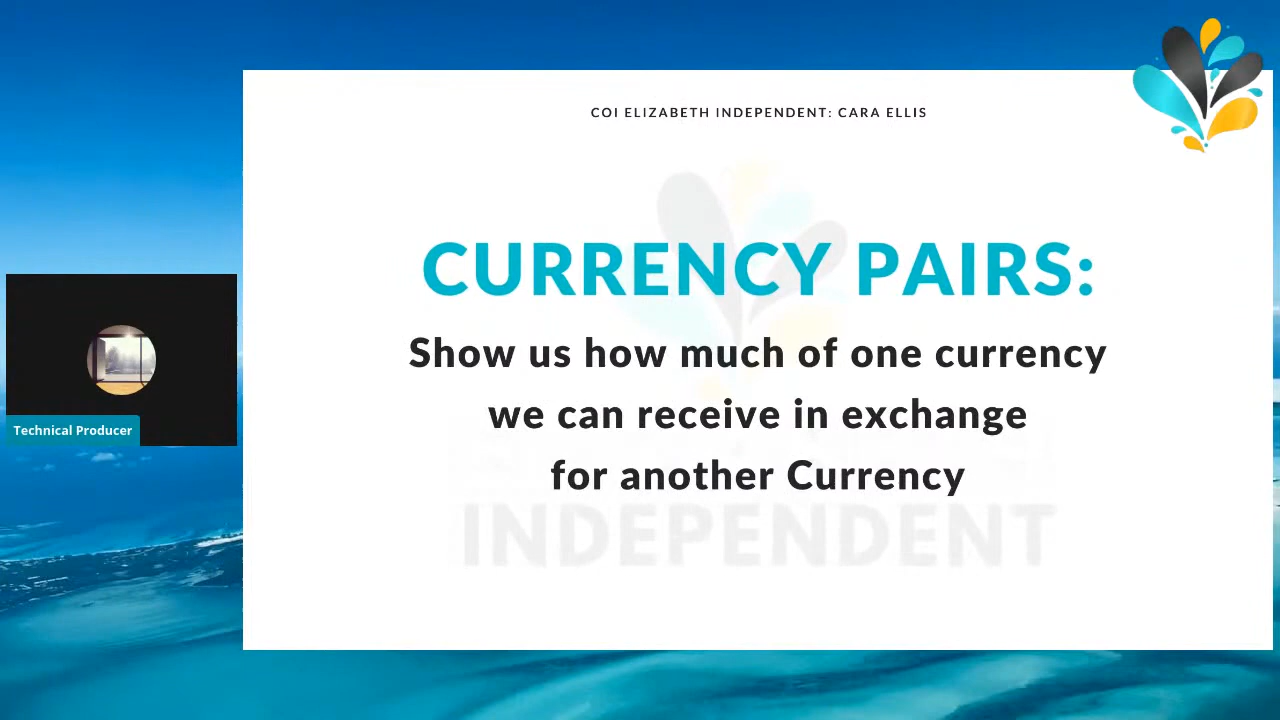 COI ELIZABETH INDEPENDENT: CARA ELLIS
CURRENCY PAIRS:
Show us how much of one currency
we can receive in exchange
for another Currency
INDEPENDENT
Technical Producer